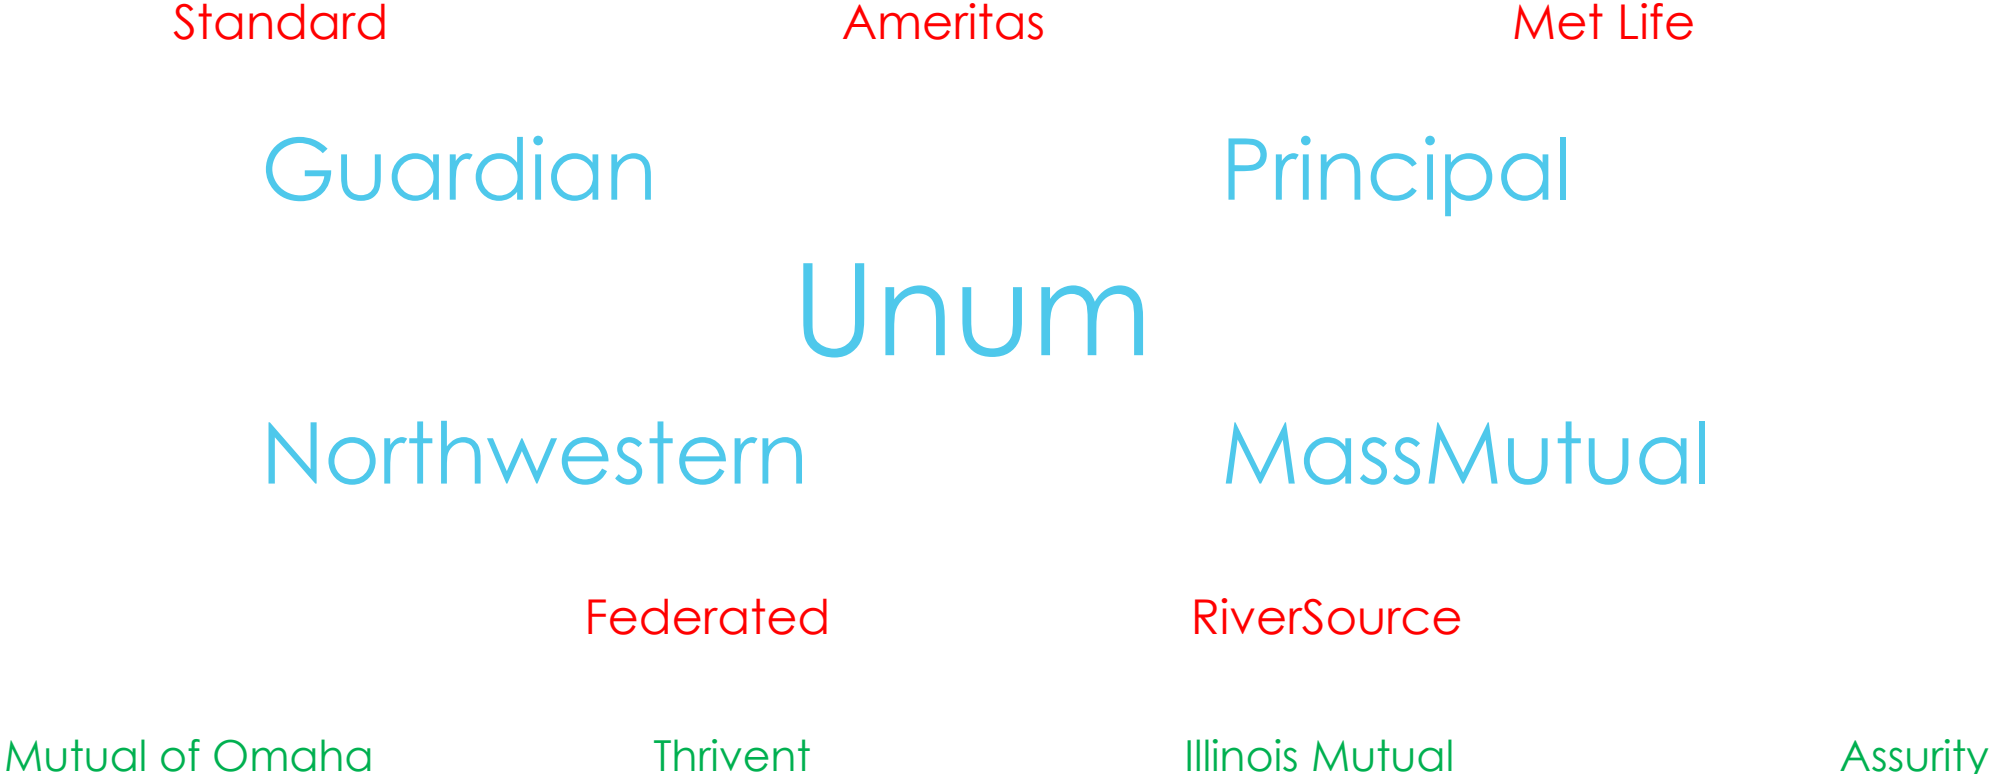 Standard Ameritas Met Life
Guardian Principal
Unum
Northwestern MassMutual
Federated RiverSource
Mutual of Omaha Thrivent Illinois Mutual Assurity